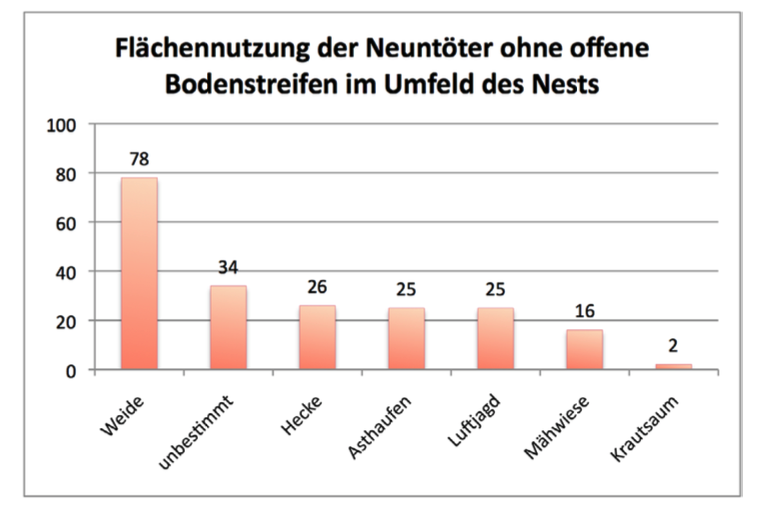 Flächennutzung der Neuntöter ohne offene
Bodenstreifen im Umfeld des Nests
100
80
60
40
20
0
78
34
26
25
25
16
2
Weide
unbestimmt
Hecke
Asthaufen
Luftjagd
Mähwiese
Krautsaum